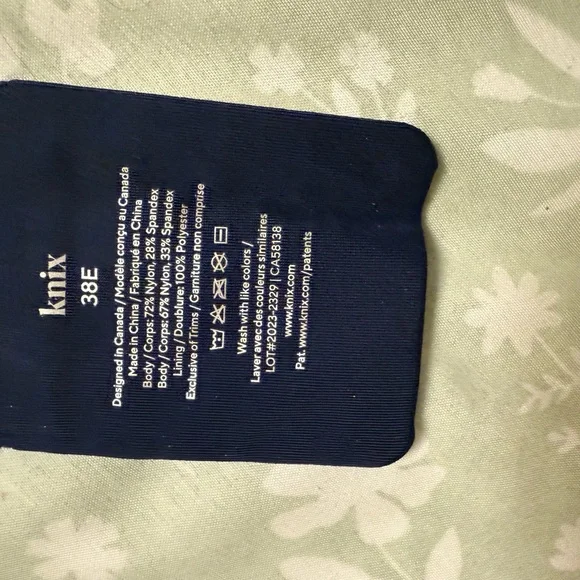 knix
38E
Designed in Canada / Modèle conçu au Canada
Made in China / Fabriqué en China
Body / Corps: 72% Nylon, 28% Spandex
Body / Corps: 67% Nylon, 33% Spandex
Lining / Doublure: 100% Polyester
Exclusive of Trims / Garniture non comprise
Wash with like colors /
Laver avec des couleurs similaires
LOT#2023-2329 | CA58138
www.knix.com
Pat. www.knix.com/patents